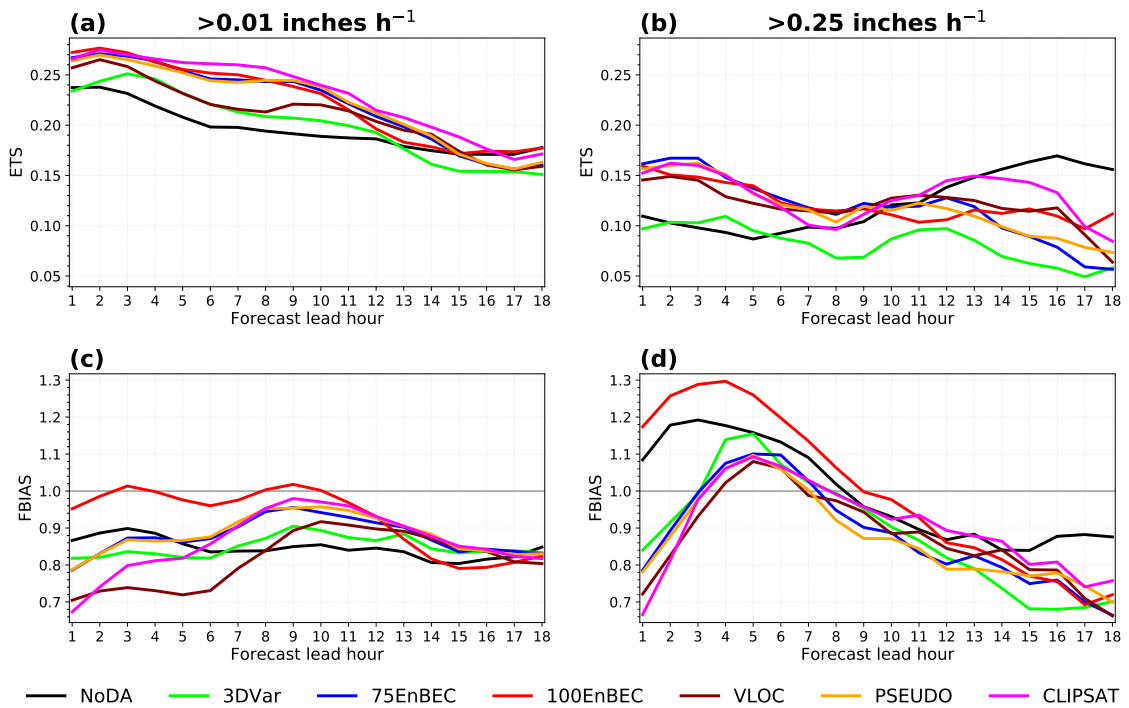 (a) >0.01 inches h⁻¹
(b) >0.25 inches h⁻¹
ETS
0.25
0.20
0.15
0.10
0.05
1 2 3 4 5 6 7 8 9 10 11 12 13 14 15 16 17 18
Forecast lead hour
ETS
0.25
0.20
0.15
0.10
0.05
1 2 3 4 5 6 7 8 9 10 11 12 13 14 15 16 17 18
Forecast lead hour
(c)
FBIAS
1.3
1.2
1.1
1.0
0.9
0.8
0.7
1 2 3 4 5 6 7 8 9 10 11 12 13 14 15 16 17 18
Forecast lead hour
(d)
FBIAS
1.3
1.2
1.1
1.0
0.9
0.8
0.7
1 2 3 4 5 6 7 8 9 10 11 12 13 14 15 16 17 18
Forecast lead hour
NoDA 3DVar 75EnBEC 100EnBEC VLOC PSEUDO CLIPSAT